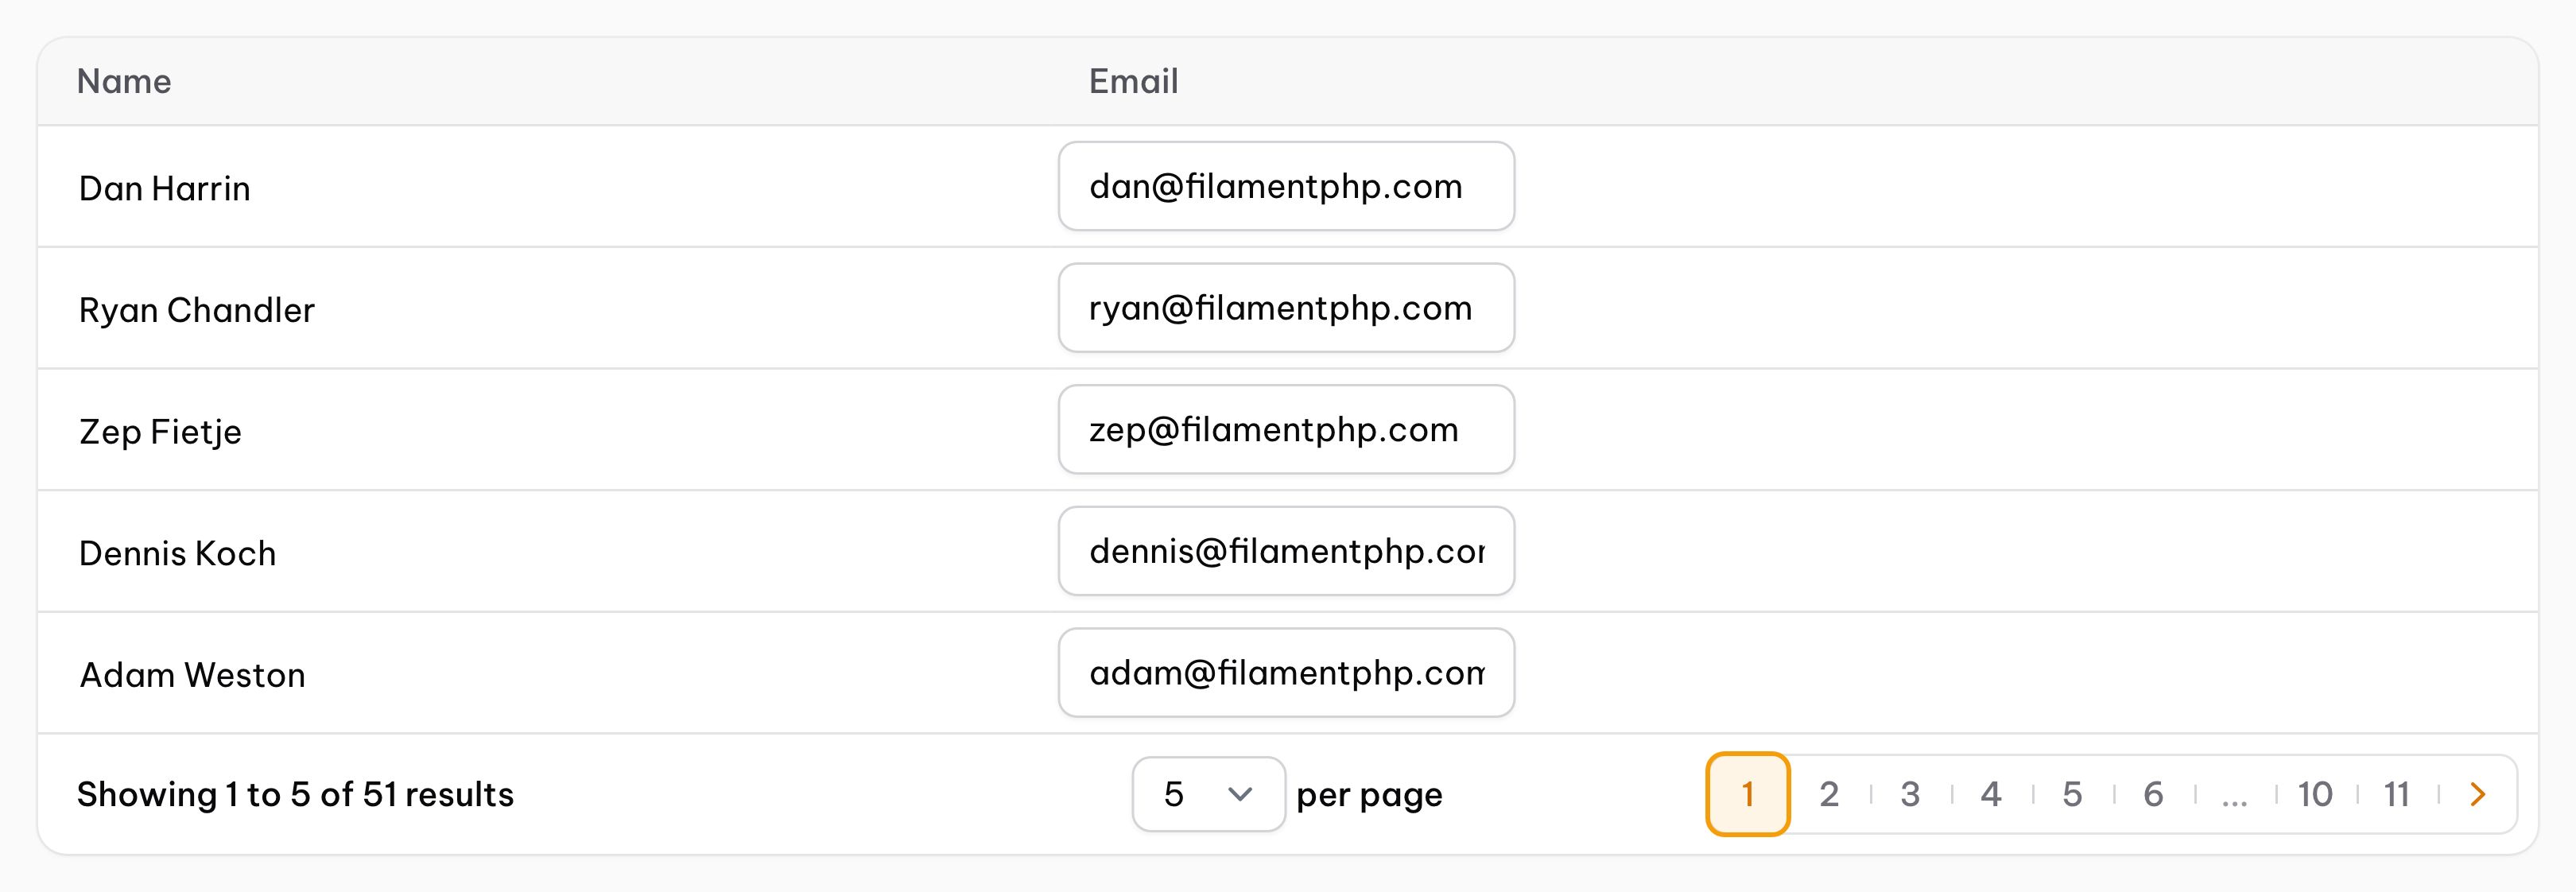 Name Email
Dan Harrin dan@filamentphp.com
Ryan Chandler ryan@filamentphp.com
Zep Fietje zep@filamentphp.com
Dennis Koch dennis@filamentphp.cor
Adam Weston adam@filamentphp.com
Showing 1 to 5 of 51 results 5 per page 1 2 3 4 5 6 ... 10 11